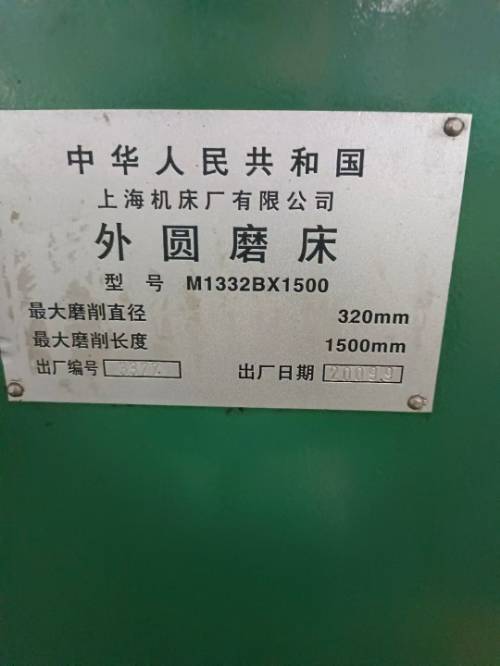 中华人民共和国
上海机床厂有限公司
外圆磨床
型号 M1332BX1500
最大磨削直径 320mm
最大磨削长度 1500mm
出厂编号 出厂日期 2009.9